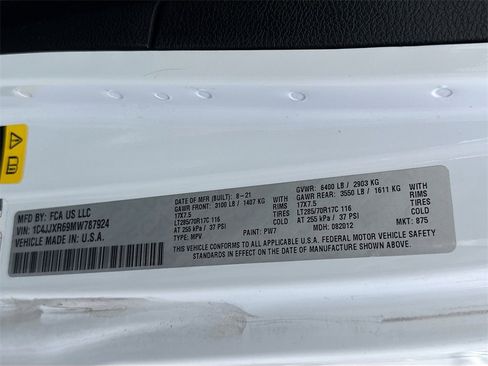 MFD BY: FCA US LLC
VIN: 1C4JJXR69MW787924
VEHICLE MADE IN: U.S.A.
DATE OF MFR (BUILT): 8-21 GVWR: 6400 LB / 2903 KG
GAWR FRONT: 3100 LB / 1407 KG WITH GAWR REAR: 3550 LB / 1611 KG WITH
17X7.5 RIMS 17X7.5 RIMS
LT285/70R17C 116 TIRES LT285/70R17C 116 TIRES
AT 255 kPa / 37 PSI COLD AT 255 kPa / 37 PSI COLD
TYPE: MPV PAINT: PW7 MDH: 082012 MKT: 875
THIS VEHICLE CONFORMS TO ALL APPLICABLE U.S.A. FEDERAL MOTOR VEHICLE SAFETY
STANDARDS IN EFFECT ON THE DATE OF MANUFACTURE SHOWN ABOVE.